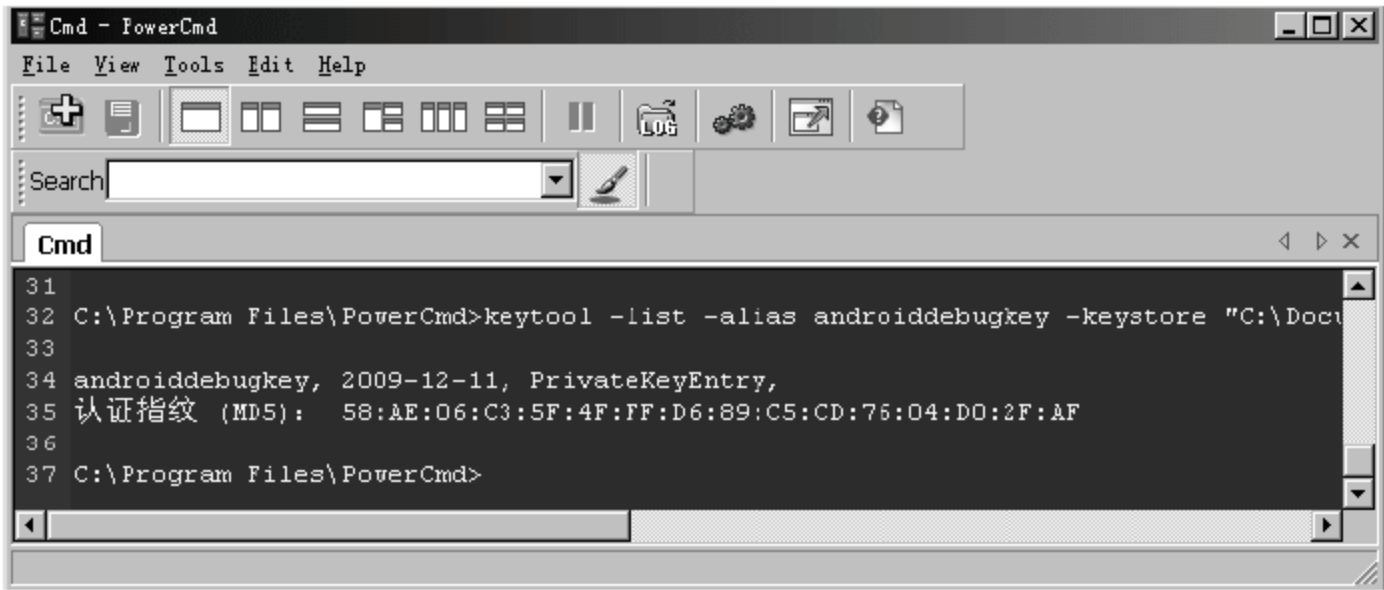 Cmd - PowerCmd
File View Tools Edit Help
LOG
Search
Cmd
31
32 C:\Program Files\PowerCmd>keytool -list -alias androiddebugkey -keystore "C:\Docu
33
34 androiddebugkey, 2009-12-11, PrivateKeyEntry,
35 认证指纹 (MD5): 58:AE:06:C3:5F:4F:FF:D6:89:C5:CD:76:04:D0:2F:AF
36
37 C:\Program Files\PowerCmd>